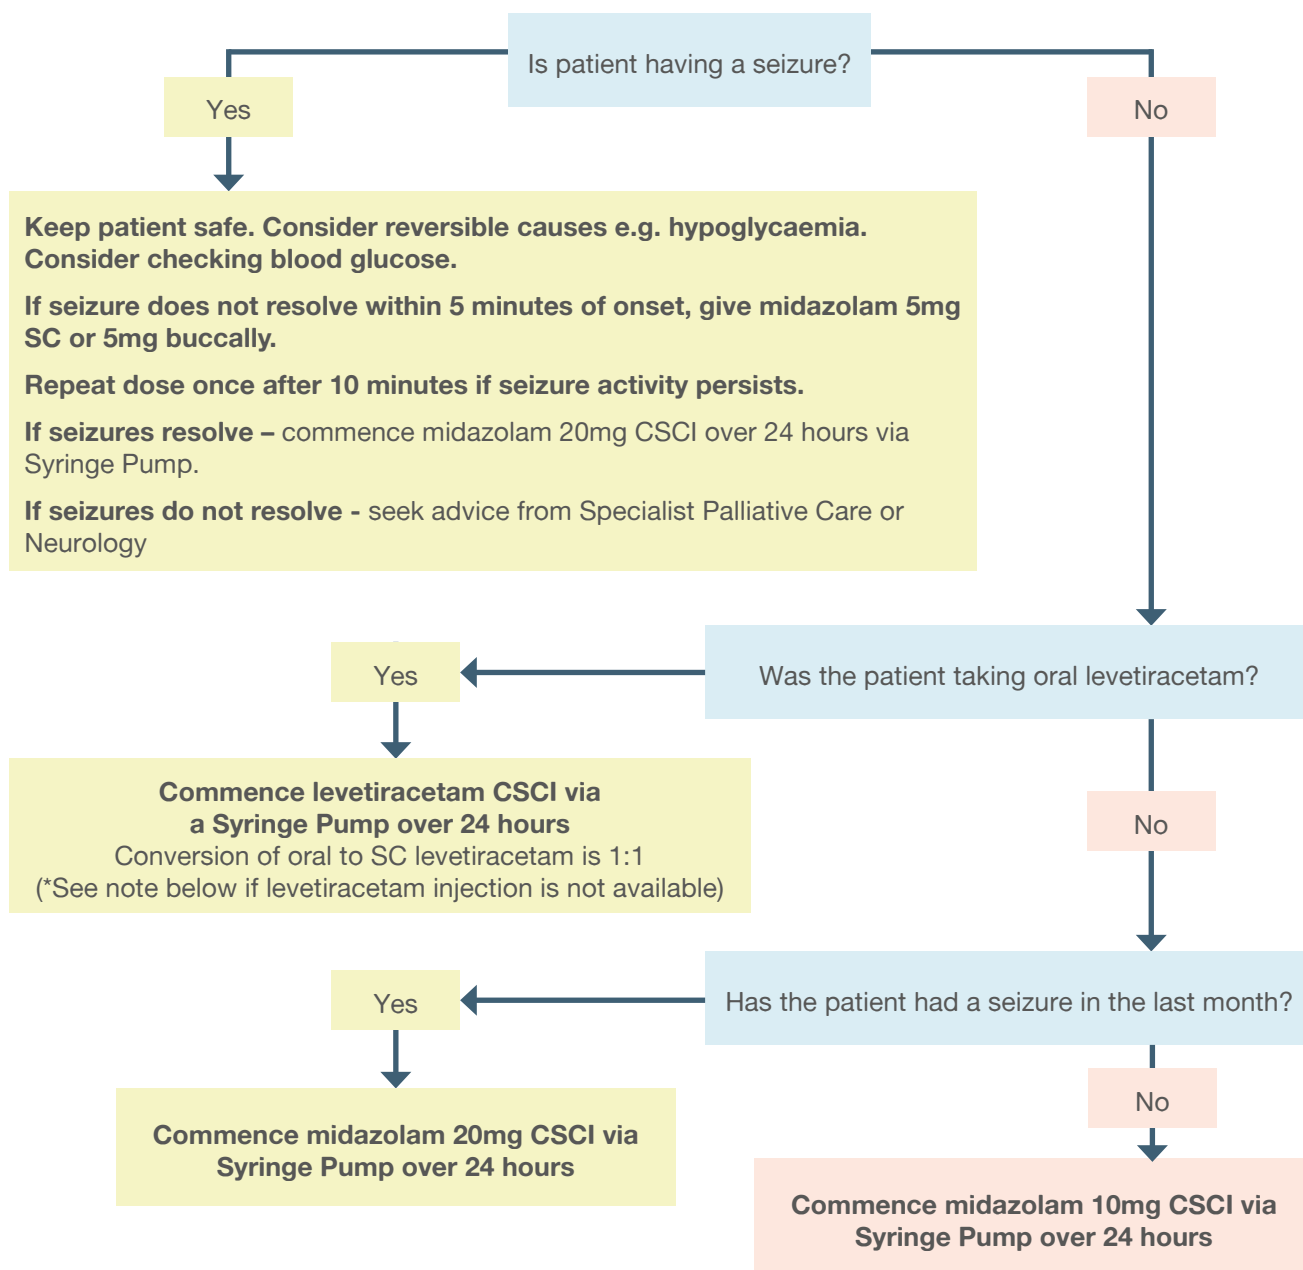 Is patient having a seizure?
Yes
No
Keep patient safe. Consider reversible causes e.g. hypoglycaemia.
Consider checking blood glucose.
If seizure does not resolve within 5 minutes of onset, give midazolam 5mg
SC or 5mg buccally.
Repeat dose once after 10 minutes if seizure activity persists.
If seizures resolve – commence midazolam 20mg CSCI over 24 hours via
Syringe Pump.
If seizures do not resolve - seek advice from Specialist Palliative Care or
Neurology
Was the patient taking oral levetiracetam?
Yes
Commence levetiracetam CSCI via
a Syringe Pump over 24 hours
Conversion of oral to SC levetiracetam is 1:1
(*See note below if levetiracetam injection is not available)
No
Has the patient had a seizure in the last month?
Yes
Commence midazolam 20mg CSCI via
Syringe Pump over 24 hours
No
Commence midazolam 10mg CSCI via
Syringe Pump over 24 hours